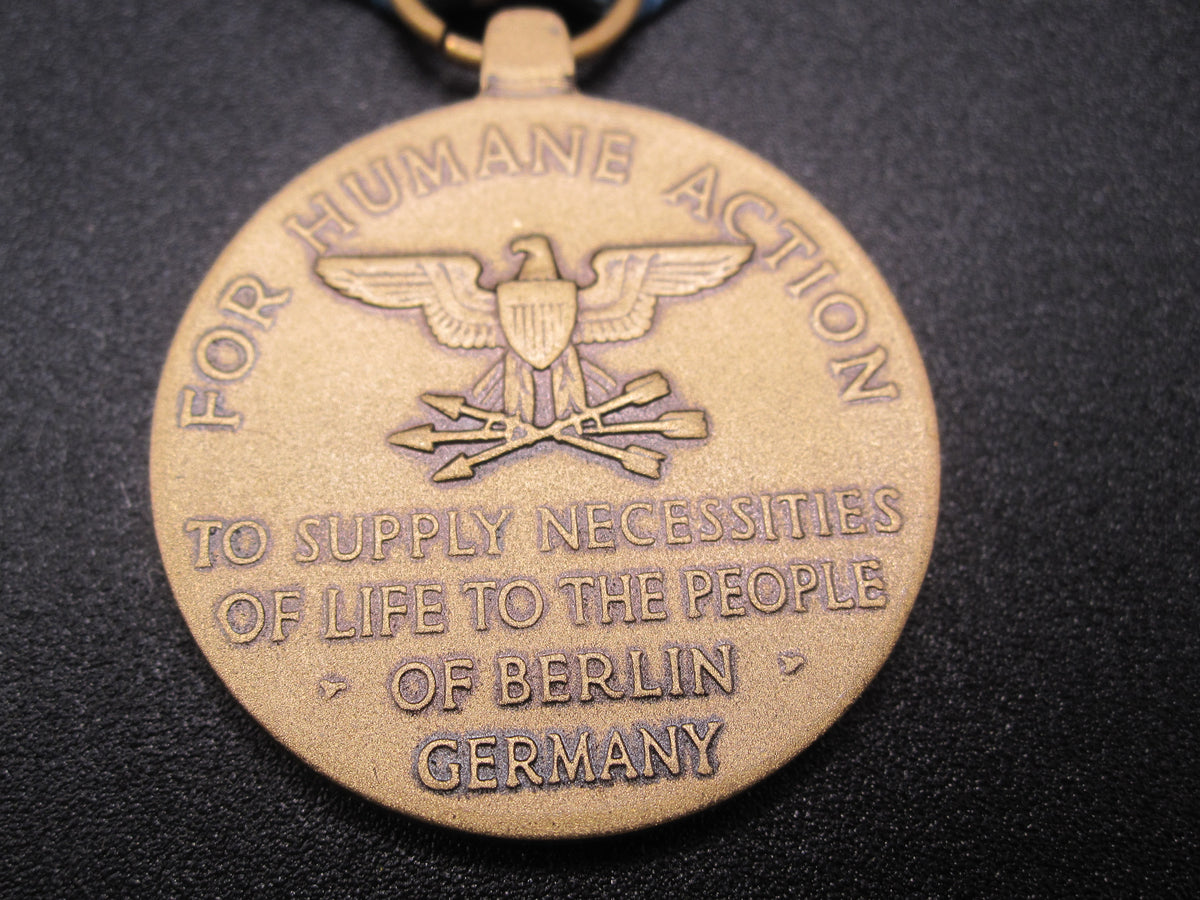 FOR HUMANE ACTION
TO SUPPLY NECESSITIES
OF LIFE TO THE PEOPLE
OF BERLIN
GERMANY